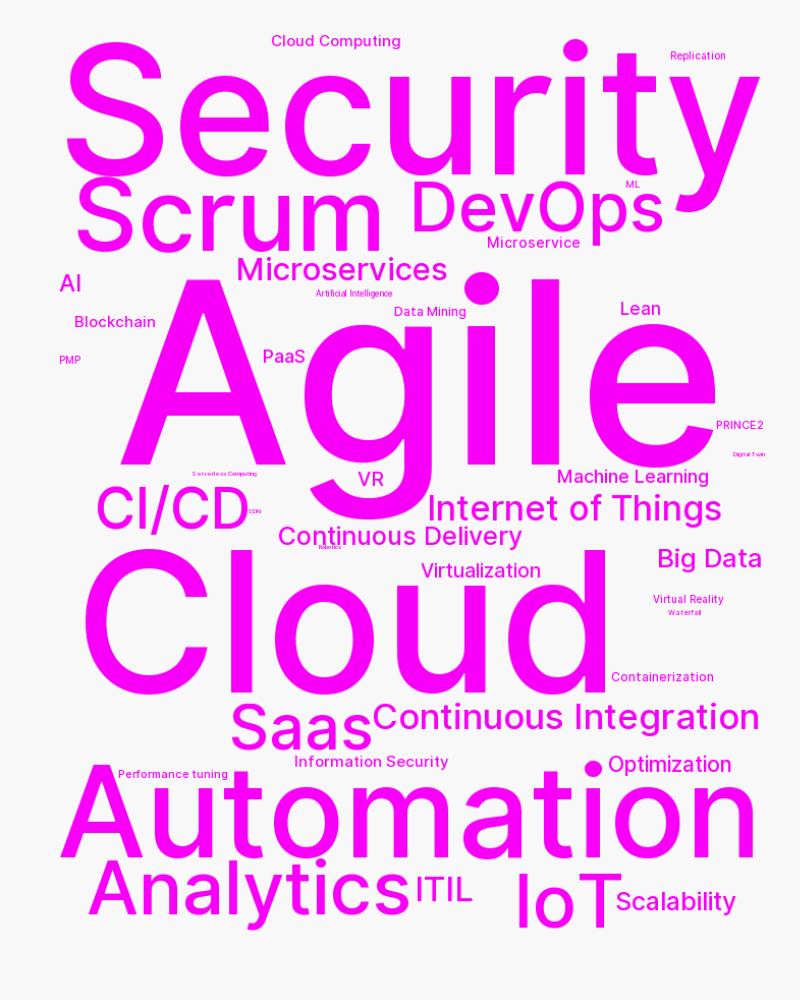 Cloud Computing
Security
Replication
Scrum
DevOps
ML
Microservice
Microservices
AI
Artificial Intelligence
Data Mining
Lean
Blockchain
Agile
PaaS
PMP
PRINCE2
Digital Twin
Serverless Computing
VR
Machine Learning
CI/CD
SDN
Internet of Things
Continuous Delivery
Robotics
Big Data
Virtualization
Cloud
Virtual Reality
Waterfall
Containerization
Saas
Continuous Integration
Information Security
Optimization
Performance tuning
Automation
Analytics
ITIL
IoT
Scalability